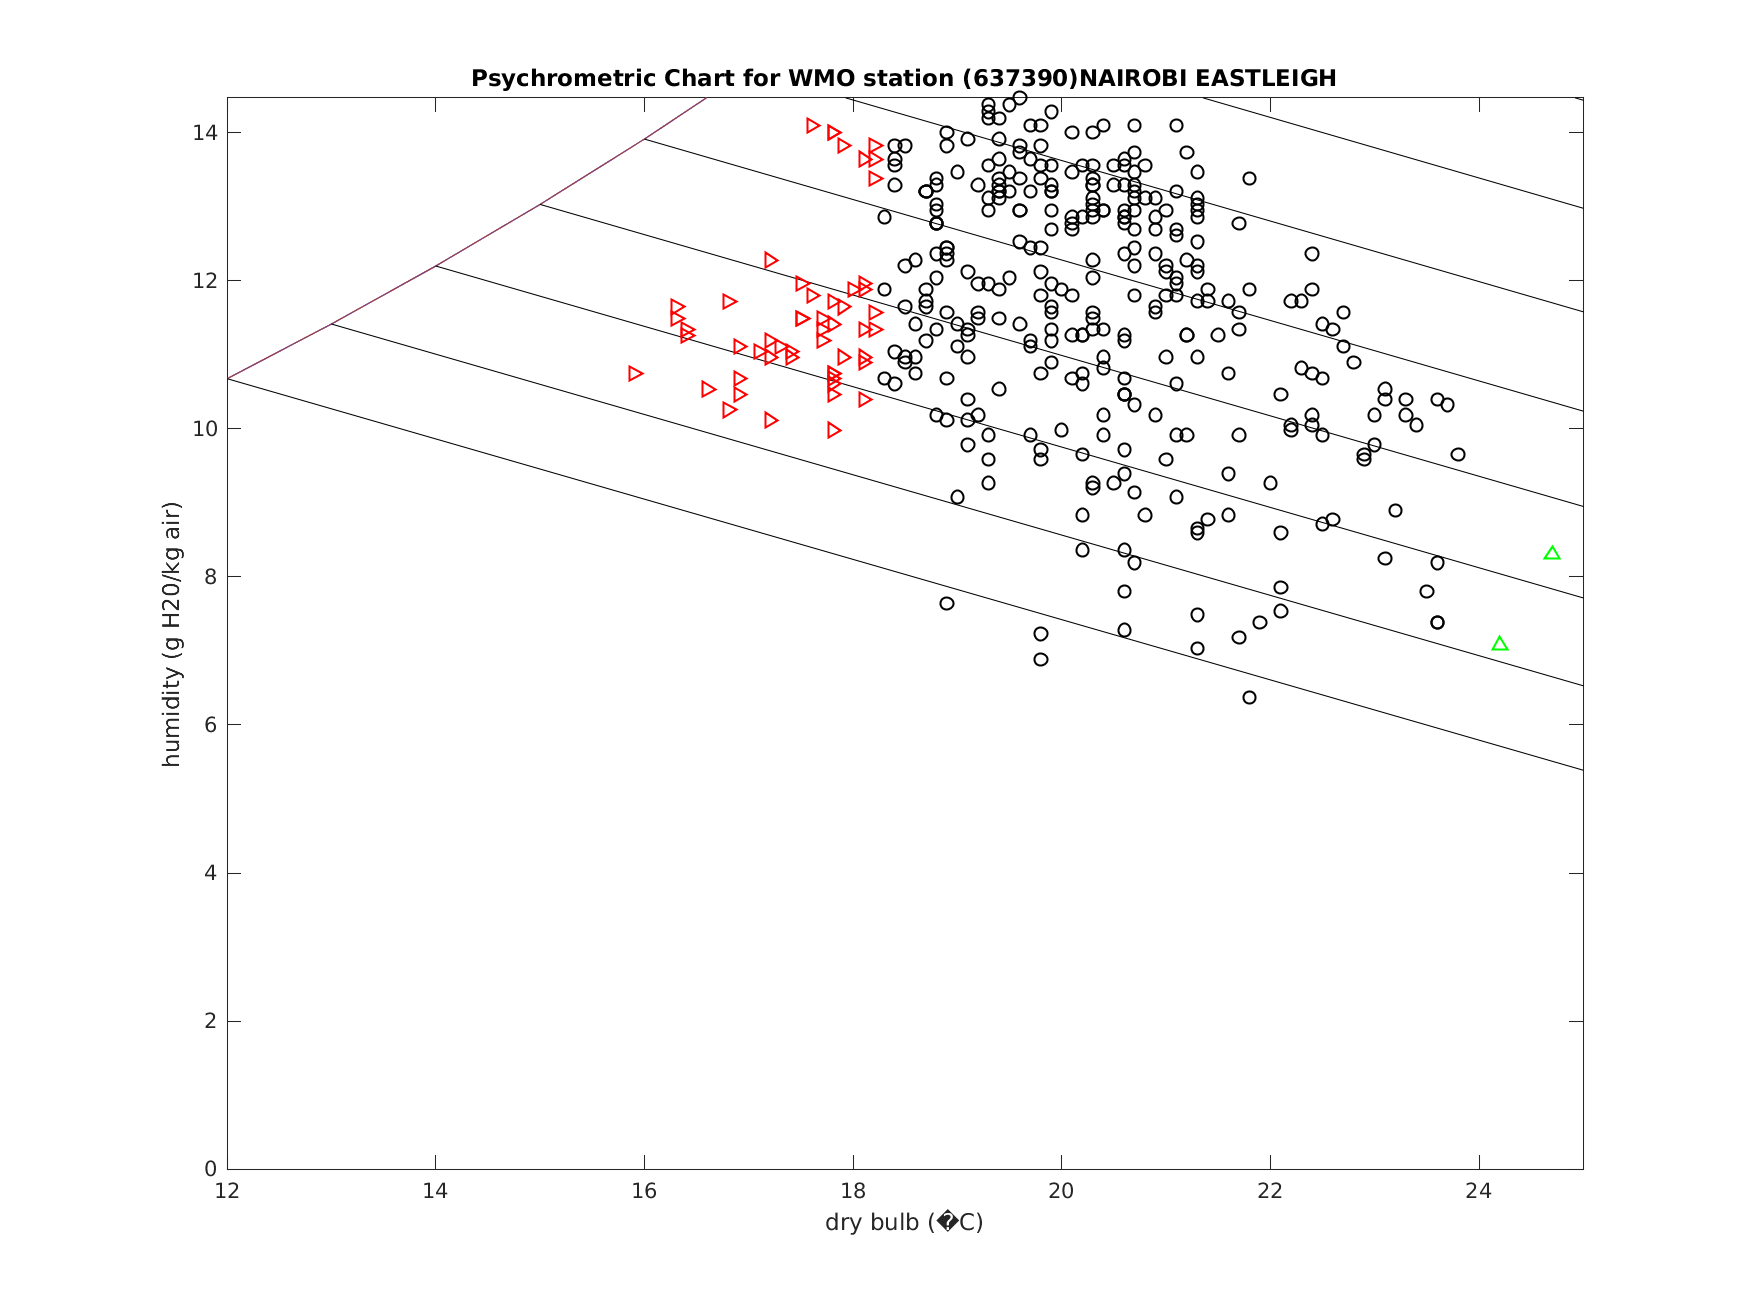 Psychrometric Chart for WMO station (637390)NAIROBI EASTLEIGH
14
12
10
8
6
4
2
0
humidity (g H20/kg air)
12 14 16 18 20 22 24
dry bulb (�C)